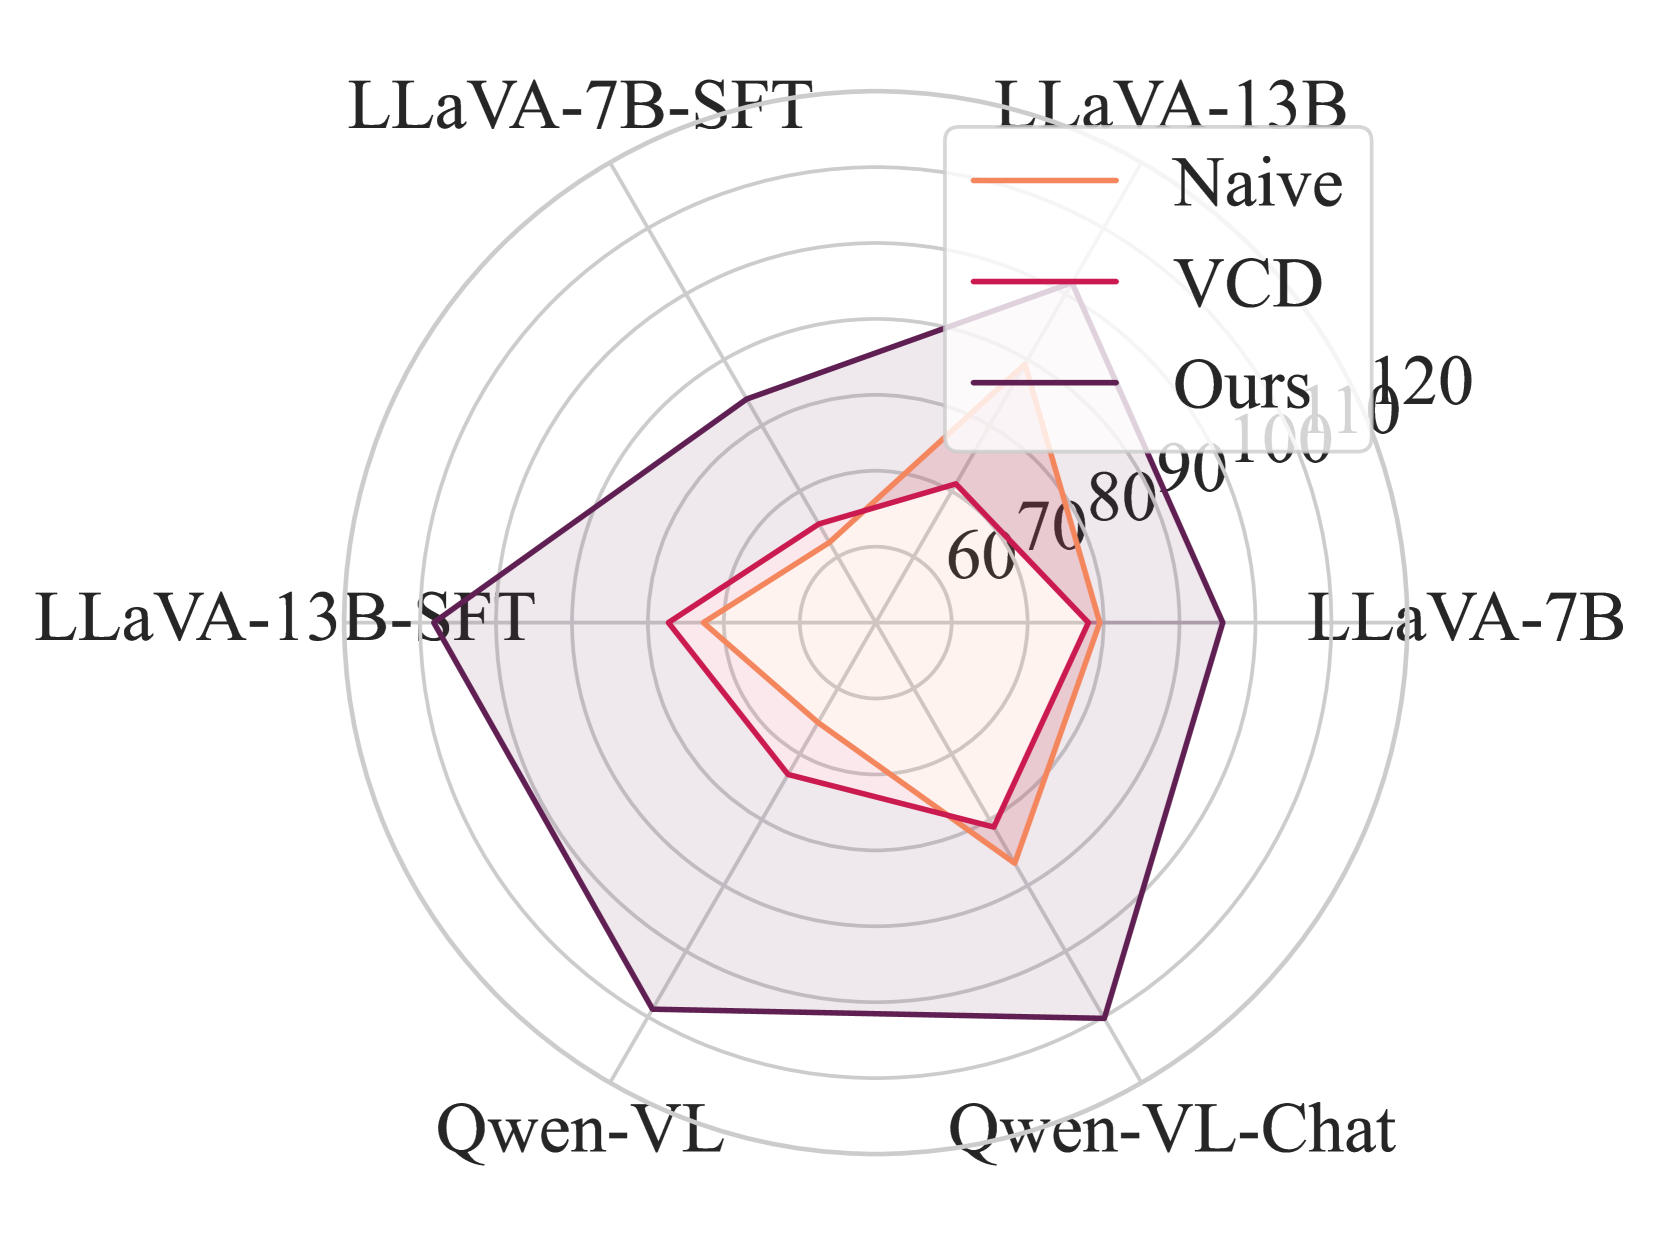 LLaVA-7B-SFT
LLaVA-13B
Naive
VCD
Ours
120
110
100
90
80
70
60
LLaVA-13B-SFT
LLaVA-7B
Qwen-VL
Qwen-VL-Chat